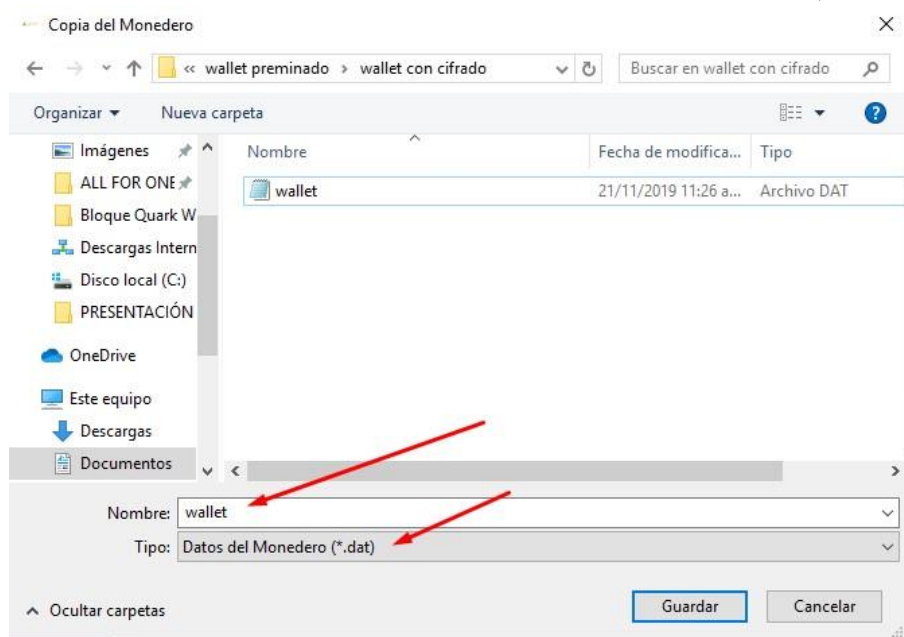 Copia del Monedero
« wallet preminado › wallet con cifrado
Buscar en wallet con cifrado
Organizar
Nueva carpeta
?
Imágenes
ALL FOR ONE
Bloque Quark W
Descargas Intern
Disco local (C:)
PRESENTACIÓN
OneDrive
Este equipo
Descargas
Documentos
Nombre
Fecha de modifica...
Tipo
wallet
21/11/2019 11:26 a...
Archivo DAT
Nombre: wallet
Tipo: Datos del Monedero (*.dat)
Ocultar carpetas
Guardar
Cancelar